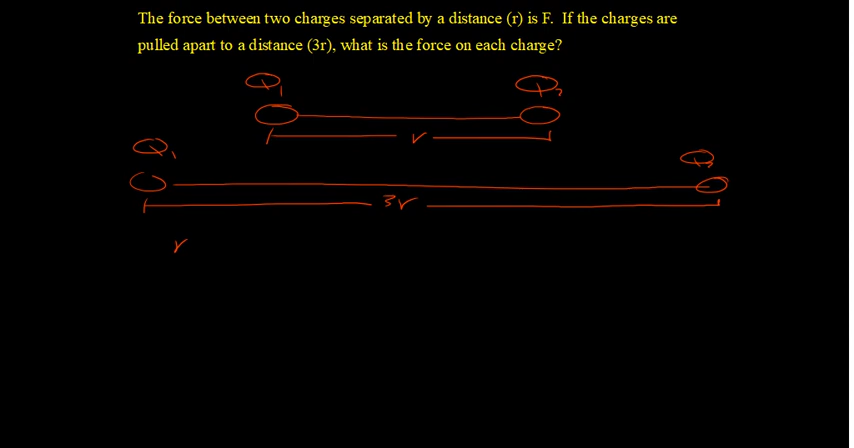 The force between two charges separated by a distance (r) is F. If the charges are
pulled apart to a distance (3r), what is the force on each charge?
Q₁ Q₂
r
Q₁ Q₂
3r
r